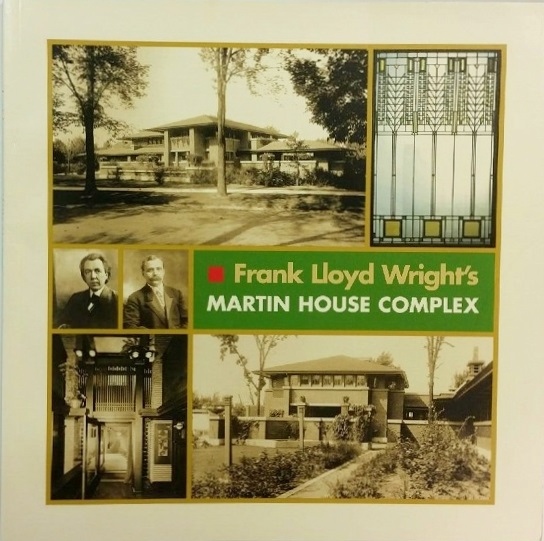 Frank Lloyd Wright's
MARTIN HOUSE COMPLEX